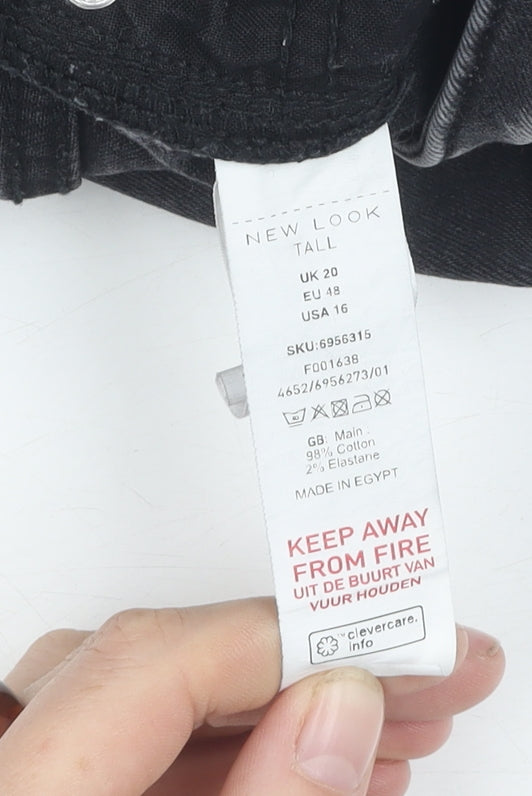 NEW LOOK
TALL
UK 20
EU 48
USA 16
SKU:6956315
F001638
4652/6956273/01
GB: Main .
98% Cotton
2% Elastane
MADE IN EGYPT
KEEP AWAY
FROM FIRE
UIT DE BUURT VAN
VUUR HOUDEN
clevercare.
info